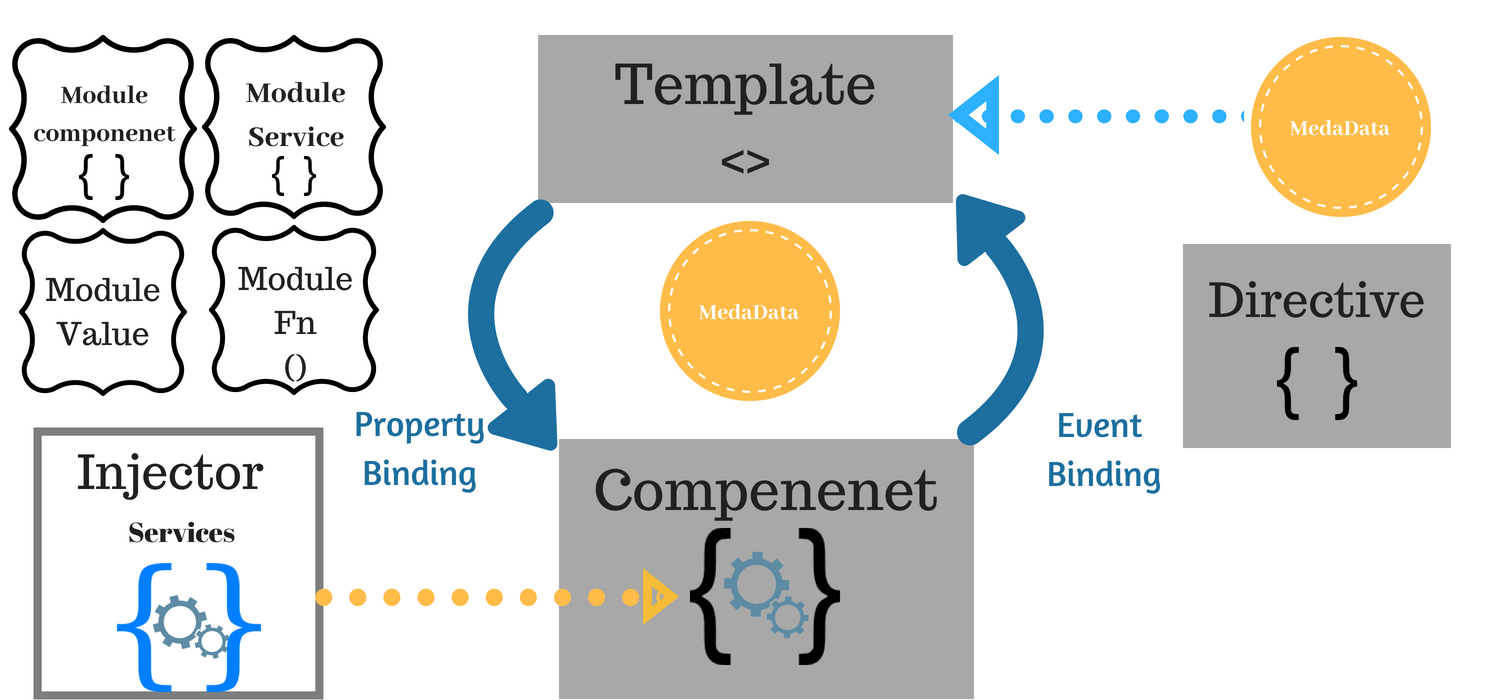 Module
componenet
{ }
Module
Service
{ }
Module
Value
Module
Fn
()
Template
<>
MedaData
MedaData
Directive
{ }
Property
Binding
Event
Binding
Injector
Services
{ }
Compenenet
{ }